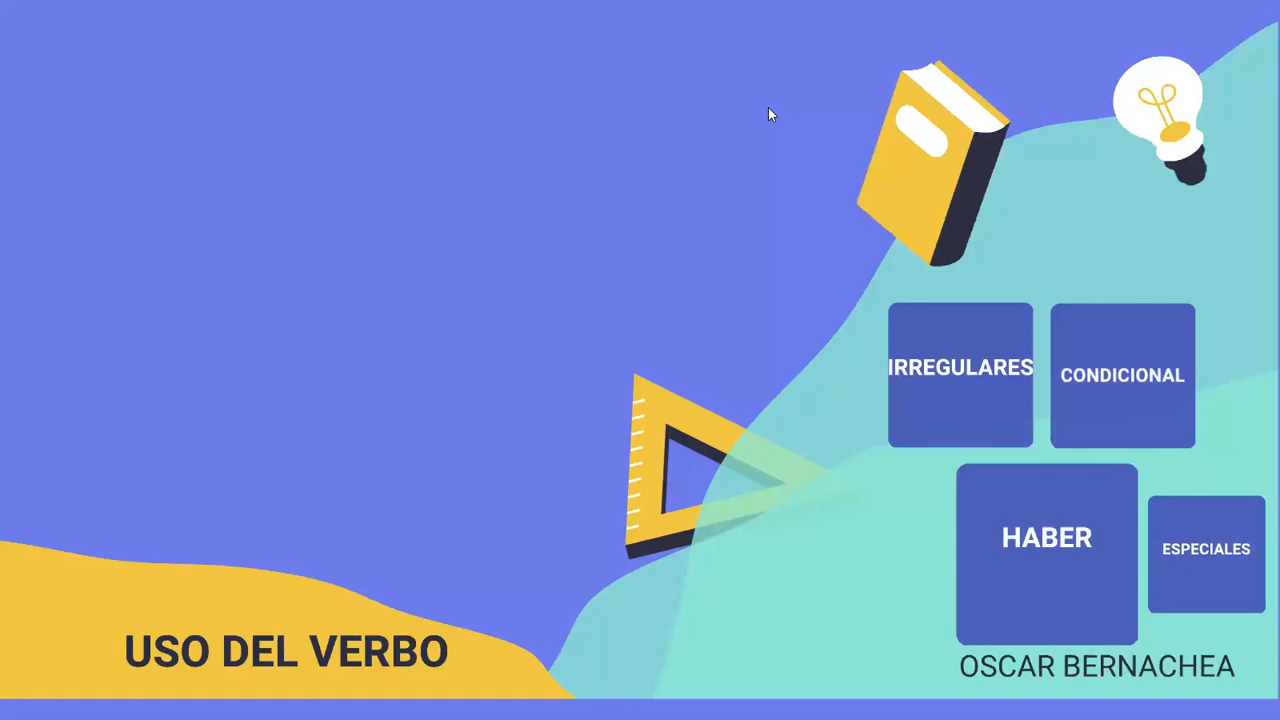 IRREGULARES
CONDICIONAL
HABER
ESPECIALES
USO DEL VERBO
OSCAR BERNACHEA